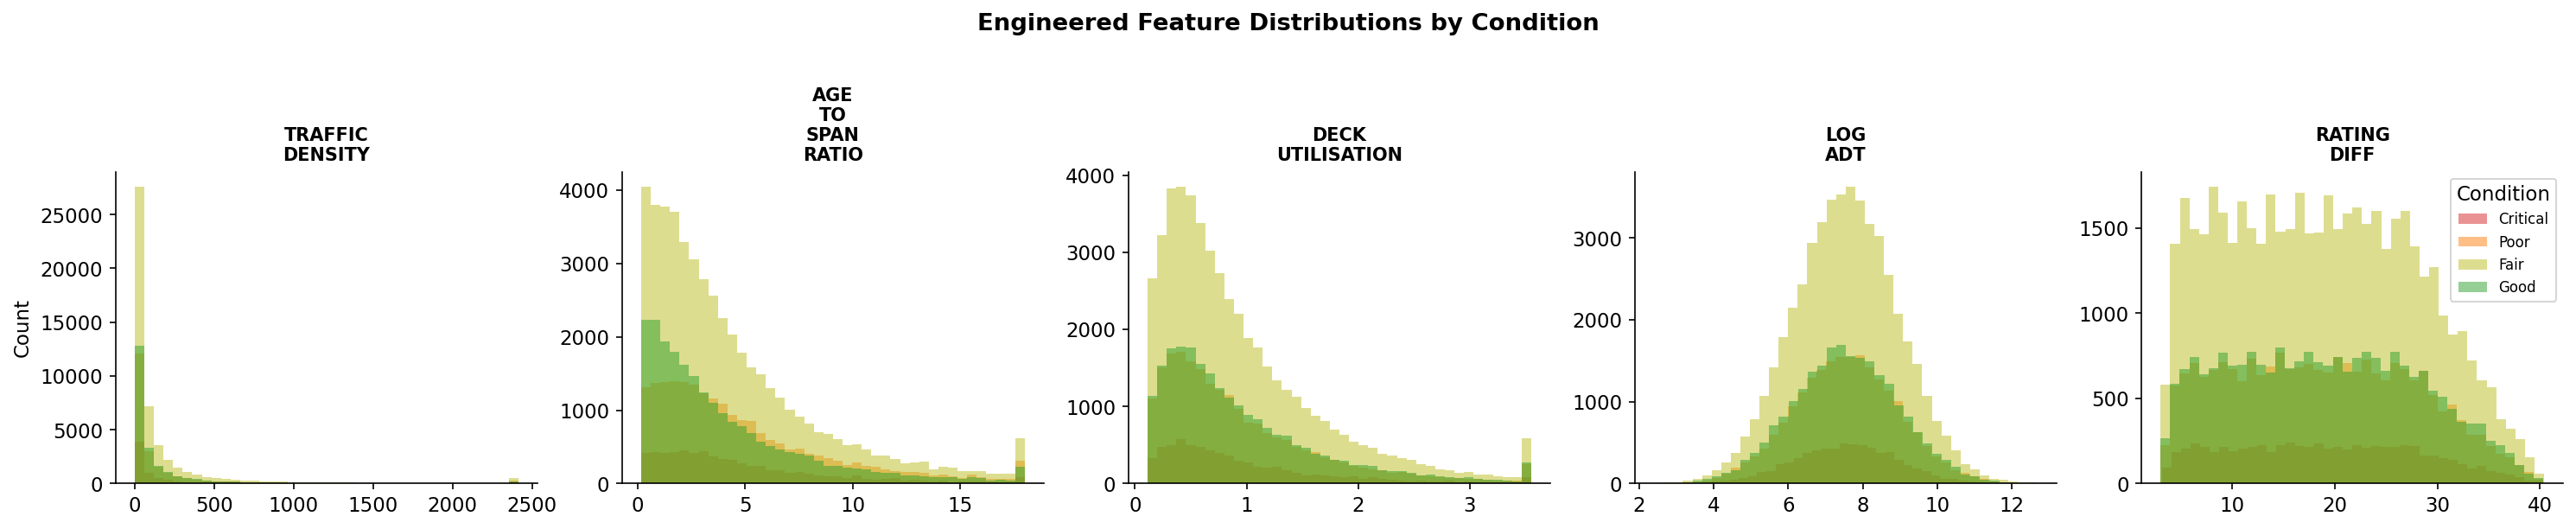 Engineered Feature Distributions by Condition
TRAFFIC
DENSITY
Count
0
5000
10000
15000
20000
25000
0 500 1000 1500 2000 2500
AGE
TO
SPAN
RATIO
0
1000
2000
3000
4000
0 5 10 15
DECK
UTILISATION
0
1000
2000
3000
4000
0 1 2 3
LOG
ADT
0
1000
2000
3000
2 4 6 8 10 12
RATING
DIFF
0
500
1000
1500
10 20 30 40
Condition
Critical
Poor
Fair
Good